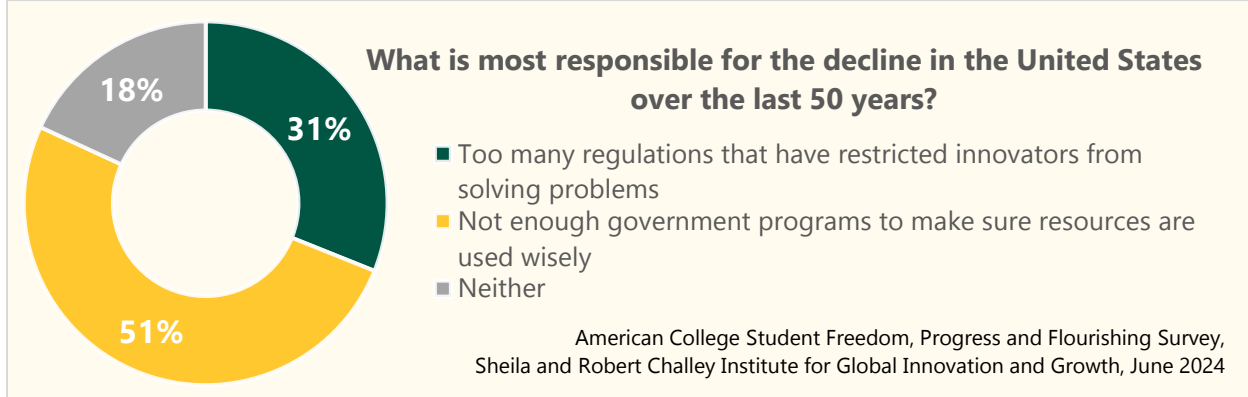 What is most responsible for the decline in the United States
over the last 50 years?
18%
31%
51%
Too many regulations that have restricted innovators from
solving problems
Not enough government programs to make sure resources are
used wisely
Neither
American College Student Freedom, Progress and Flourishing Survey,
Sheila and Robert Challey Institute for Global Innovation and Growth, June 2024